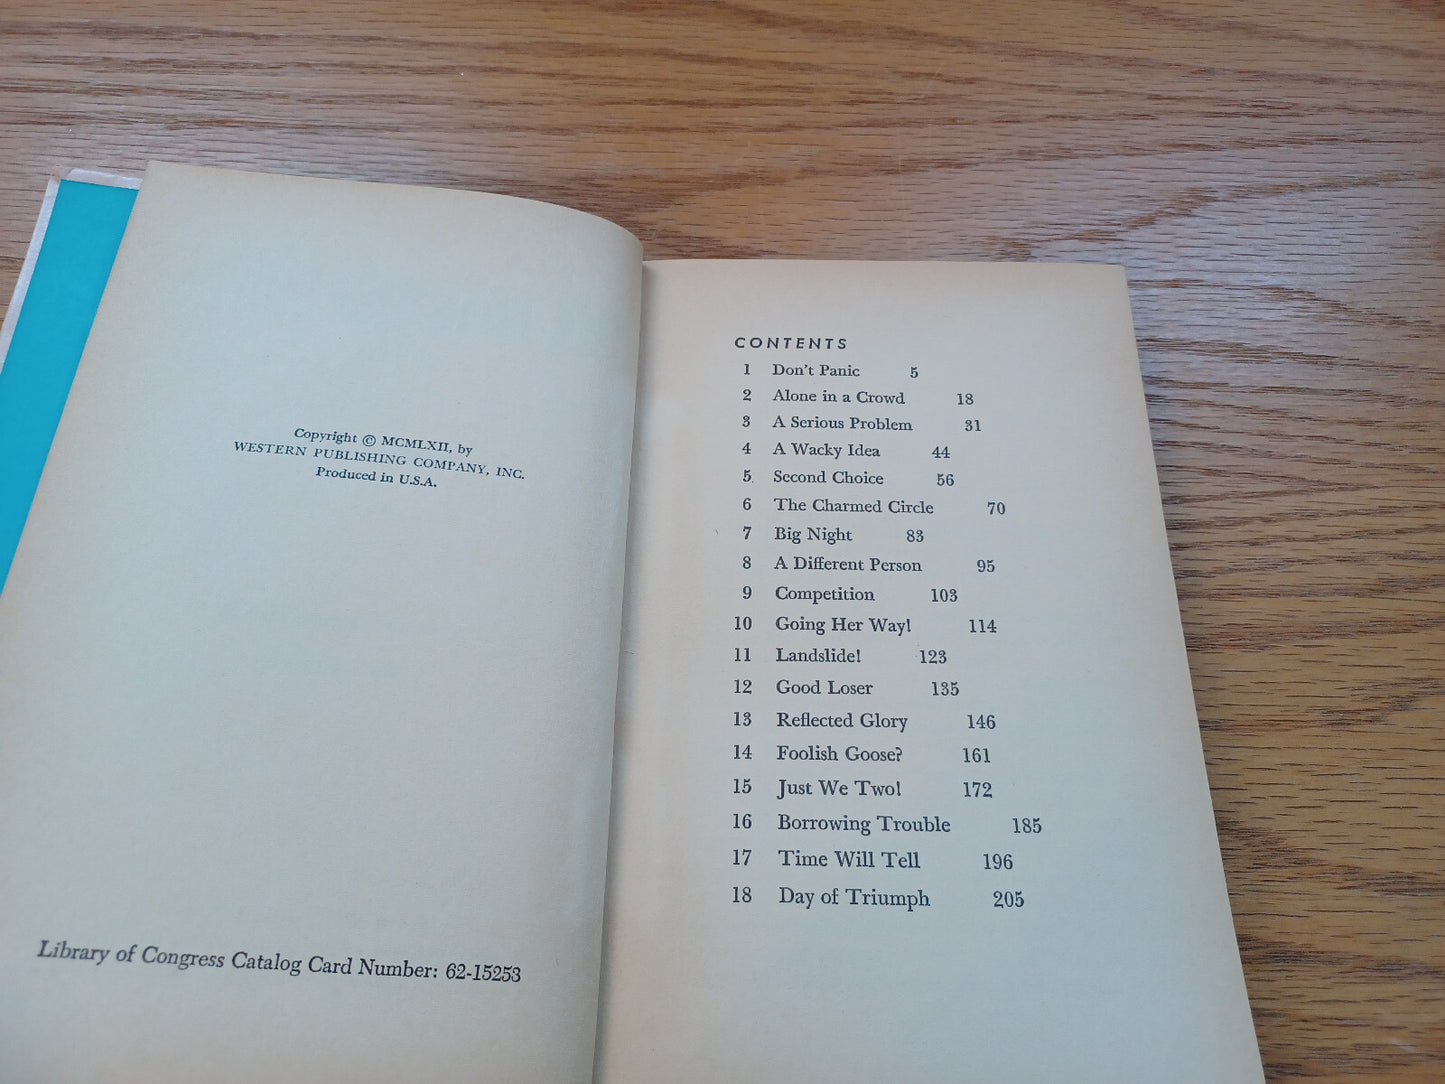 Copyright © MCMLXII, by
WESTERN PUBLISHING COMPANY, INC.
Produced in U.S.A.
Library of Congress Catalog Card Number: 62-15253
CONTENTS
1 Don't Panic 5
2 Alone in a Crowd 18
3 A Serious Problem 31
4 A Wacky Idea 44
5 Second Choice 56
6 The Charmed Circle 70
7 Big Night 83
8 A Different Person 95
9 Competition 103
10 Going Her Way! 114
11 Landslide! 123
12 Good Loser 135
13 Reflected Glory 146
14 Foolish Goose? 161
15 Just We Two! 172
16 Borrowing Trouble 185
17 Time Will Tell 196
18 Day of Triumph 205